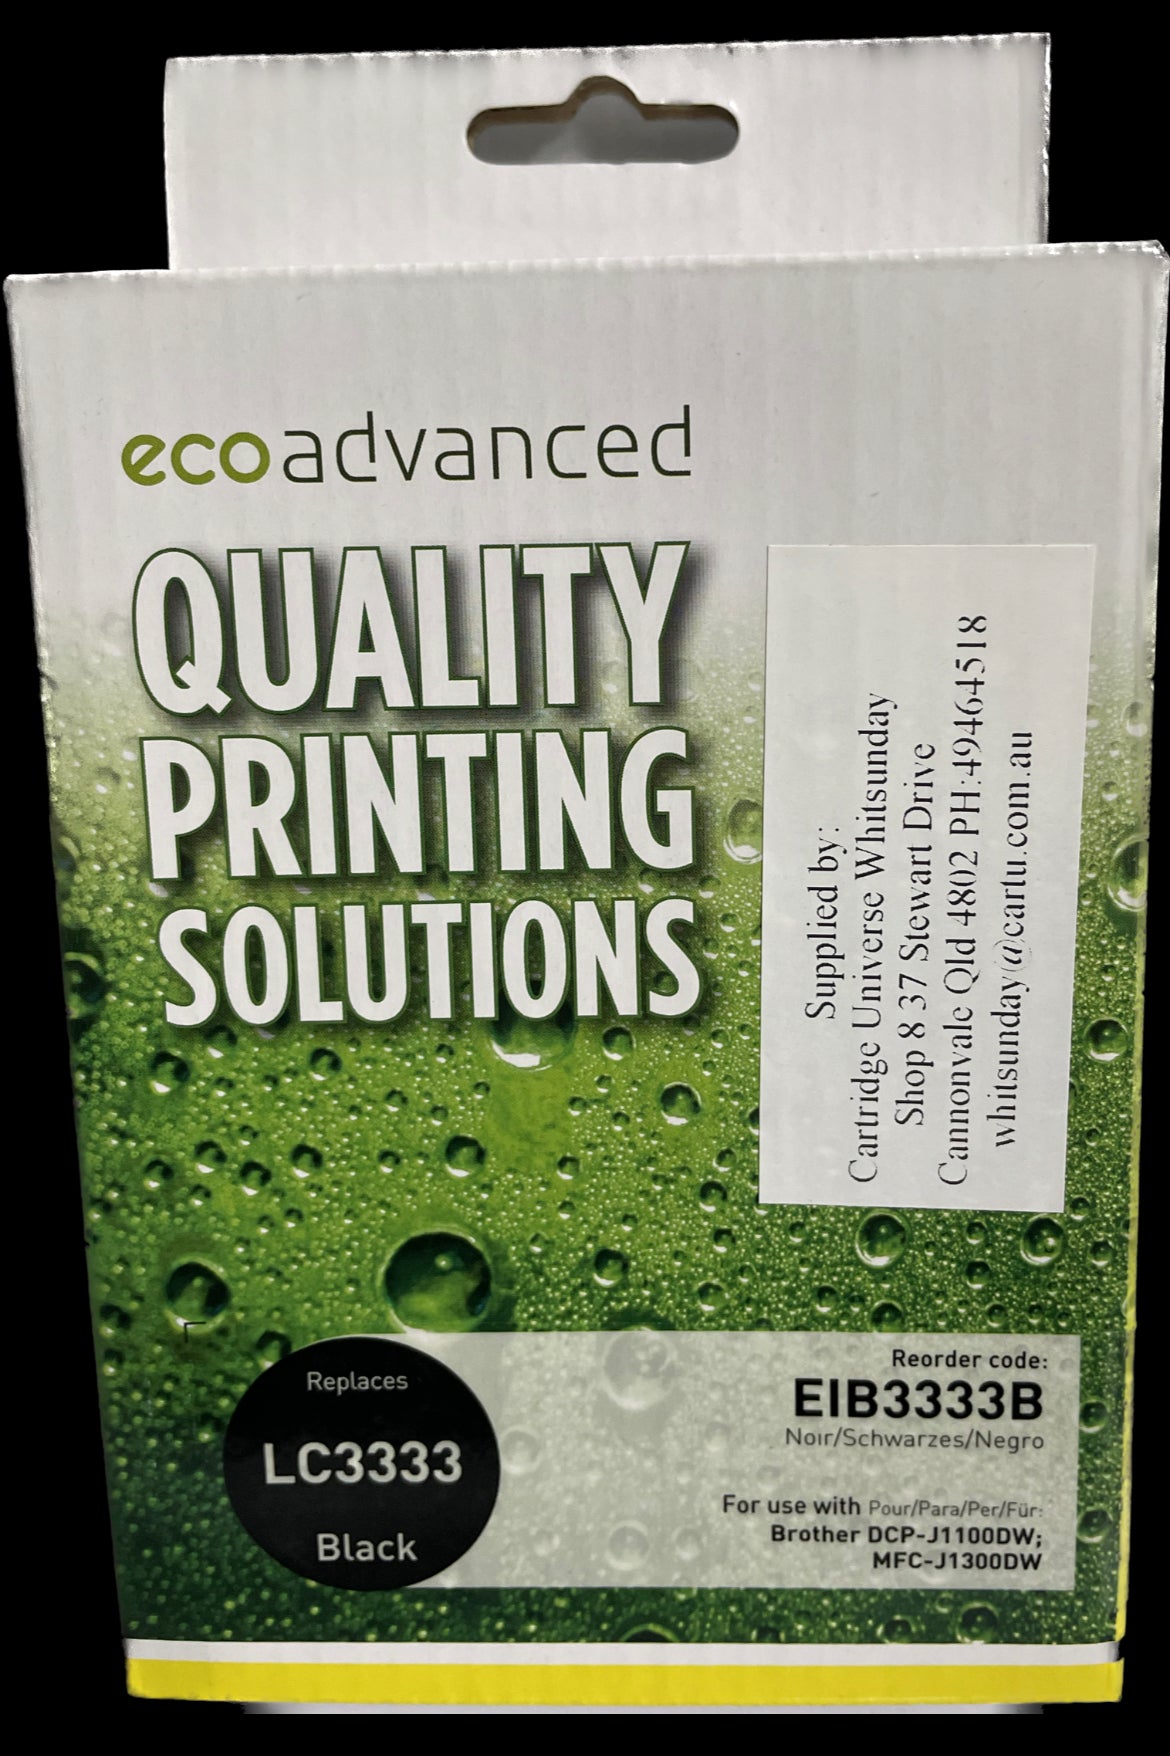 ecoadvanced
QUALITY
PRINTING
SOLUTIONS
Supplied by:
Cartridge Universe Whitsunday
Shop 8 37 Stewart Drive
Cannonvale Qld 4802 PH:49464518
whitsunday@cartu.com.au
Replaces
LC3333
Black
Reorder code:
EIB3333B
Noir/Schwarzes/Negro
For use with Pour/Para/Per/Für:
Brother DCP-J1100DW;
MFC-J1300DW